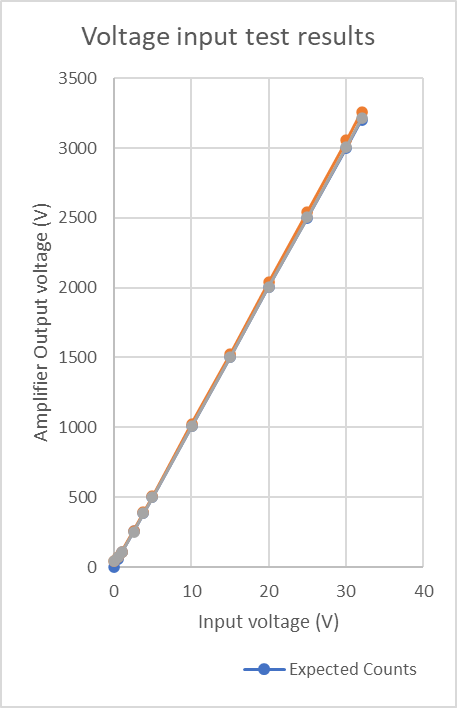 Voltage input test results
Amplifier Output voltage (V)
3500
3000
2500
2000
1500
1000
500
0
0 10 20 30 40
Input voltage (V)
Expected Counts